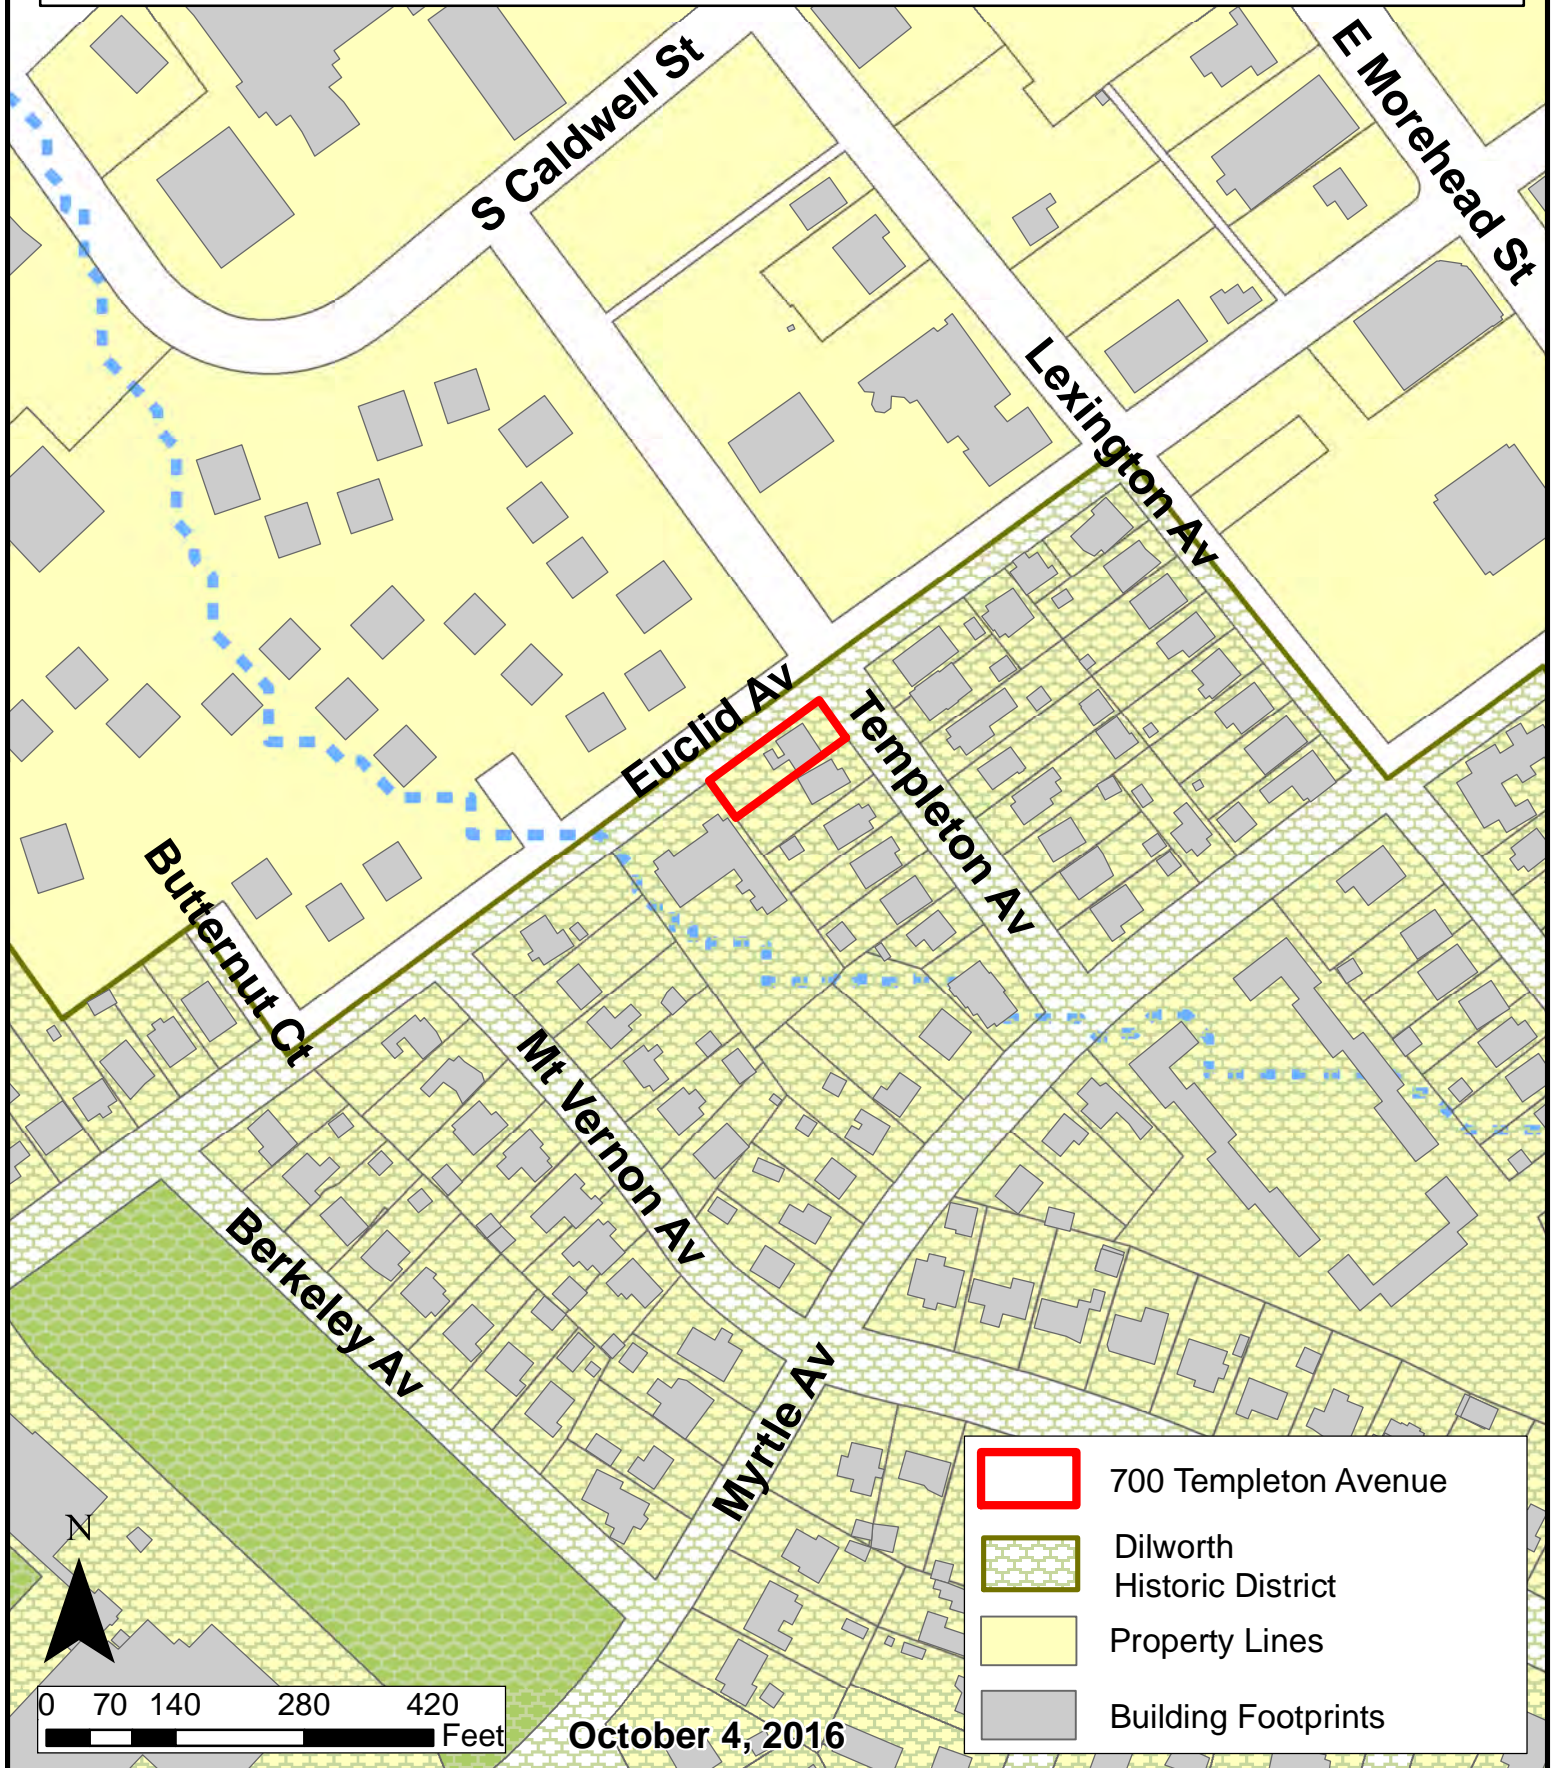 S Caldwell St
E Morehead St
Lexington Av
Euclid Av
Templeton Av
Butternut Ct
Mt Vernon Av
Berkeley Av
Myrtle Av
700 Templeton Avenue
Dilworth
Historic District
Property Lines
Building Footprints
N
0 70 140 280 420
Feet
October 4, 2016